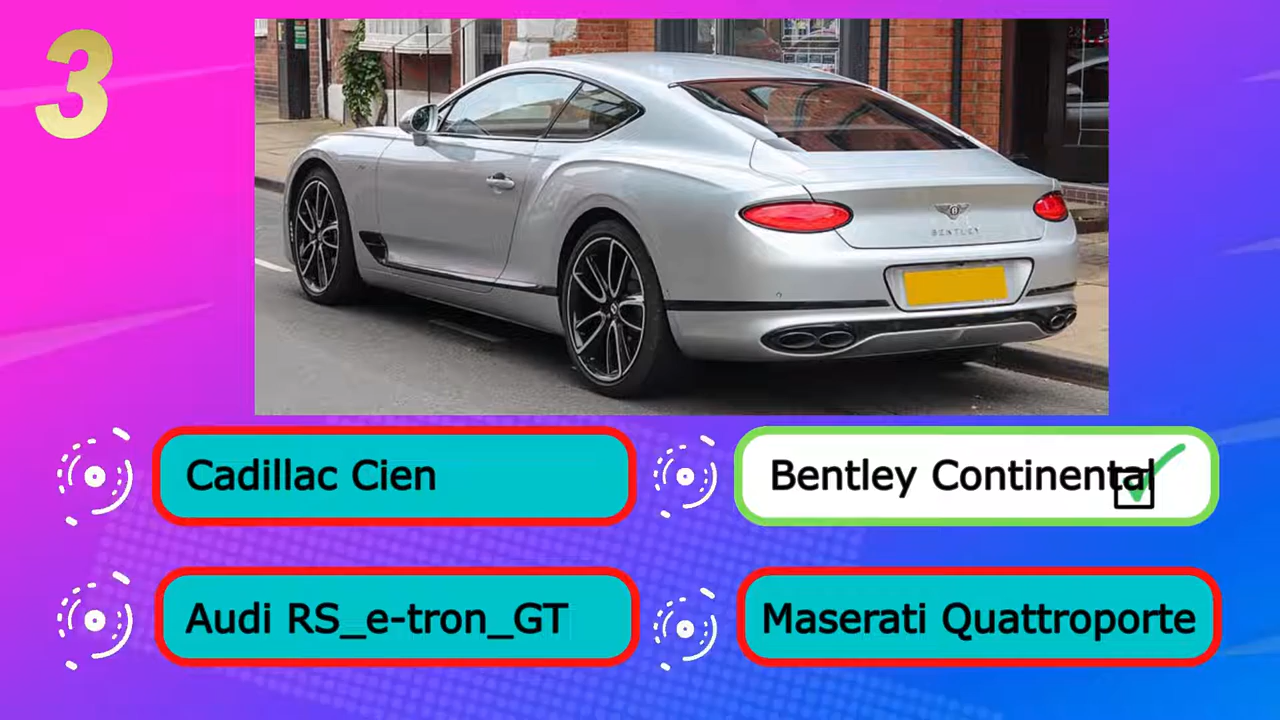 3
BENTLEY
Cadillac Cien
Bentley Continental
Audi RS_e-tron_GT
Maserati Quattroporte